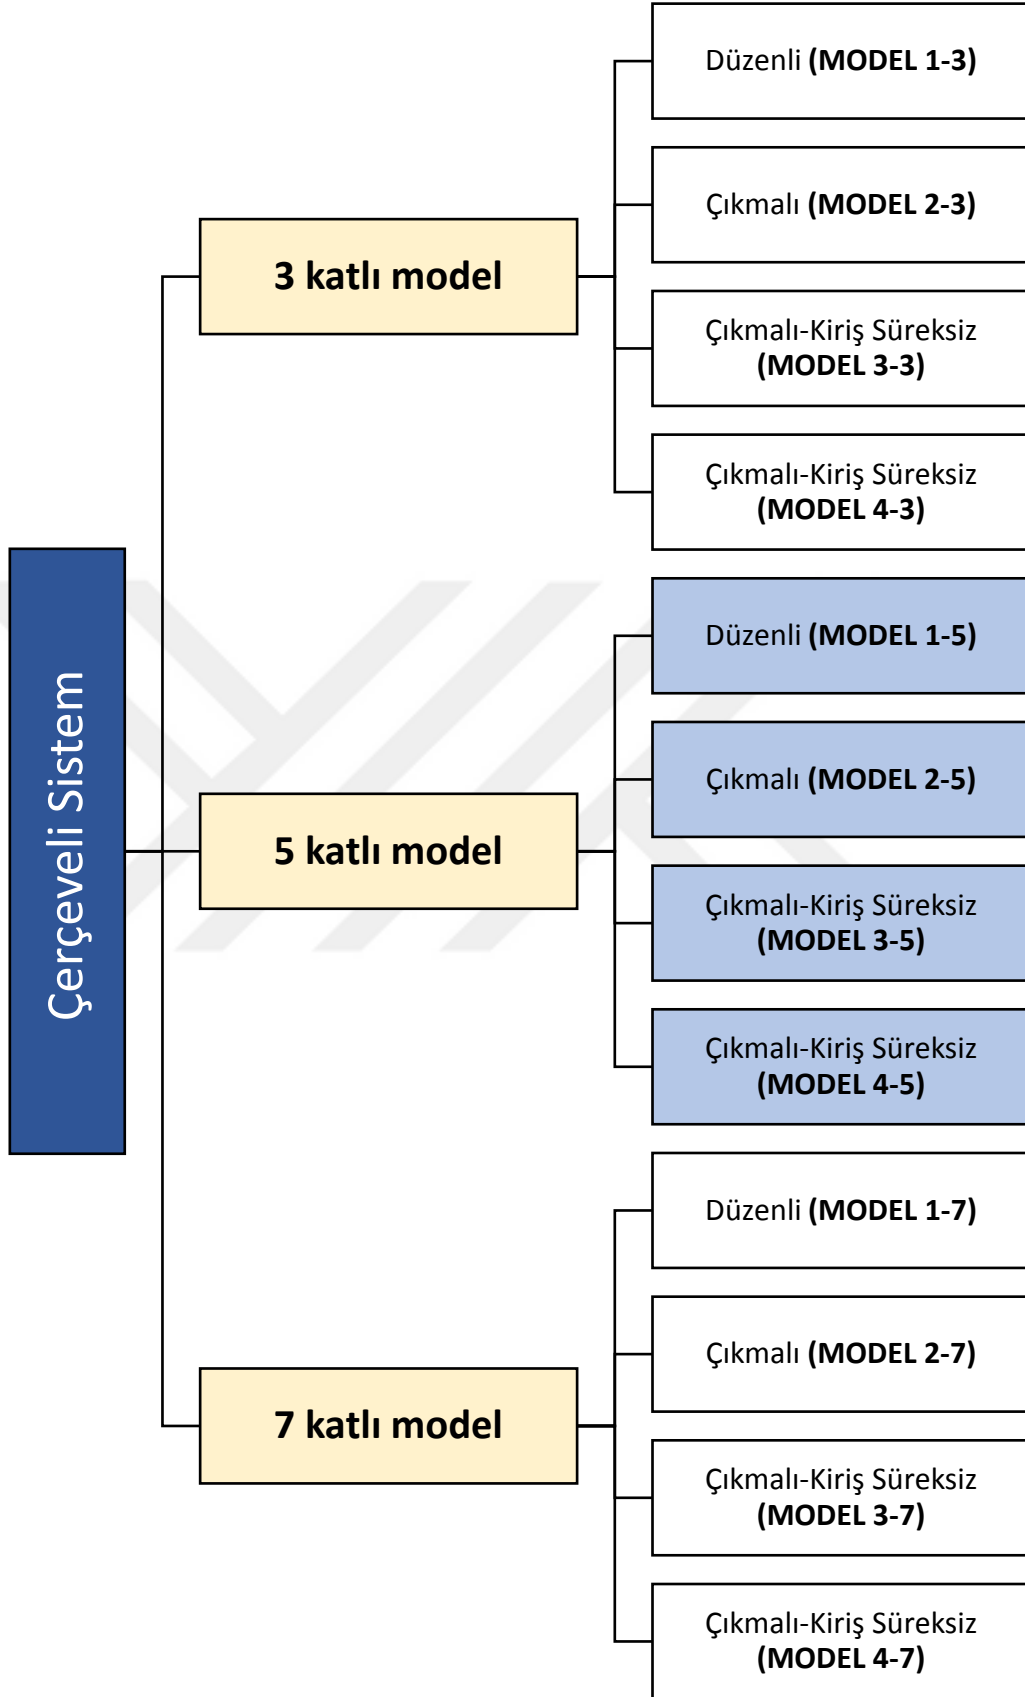 Çerçeveli Sistem
3 katlı model
Düzenli (MODEL 1-3)
Çıkmalı (MODEL 2-3)
Çıkmalı-Kiriş Süreksiz
(MODEL 3-3)
Çıkmalı-Kiriş Süreksiz
(MODEL 4-3)
5 katlı model
Düzenli (MODEL 1-5)
Çıkmalı (MODEL 2-5)
Çıkmalı-Kiriş Süreksiz
(MODEL 3-5)
Çıkmalı-Kiriş Süreksiz
(MODEL 4-5)
7 katlı model
Düzenli (MODEL 1-7)
Çıkmalı (MODEL 2-7)
Çıkmalı-Kiriş Süreksiz
(MODEL 3-7)
Çıkmalı-Kiriş Süreksiz
(MODEL 4-7)